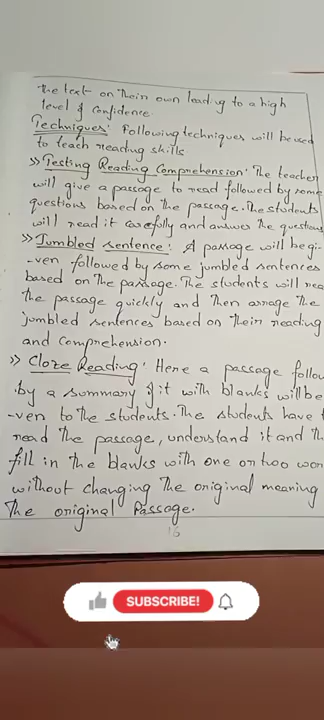 the text on their own leading to a high
level of Confidence.
Techniques: Following techniques will be used
to teach reading skills
>> Testing Reading Comprehension: The teacher
will give a passage to read followed by some
questions based on the passage. The students
will read it carefully and answer the questions
>> Jumbled sentence: A passage will be gi-
-ven followed by some jumbled sentences
based on the passage. The students will rea
the passage quickly and then arrage the
jumbled sentences based on their reading
and comprehension.
>> Cloze Reading: Here a passage follow
by a summary of it with blanks will be
-ven to the students. The students have t
read the passage, understand it and th
fill in the blanks with one or two wor
without changing the original meaning
The original Passage.
16
SUBSCRIBE!